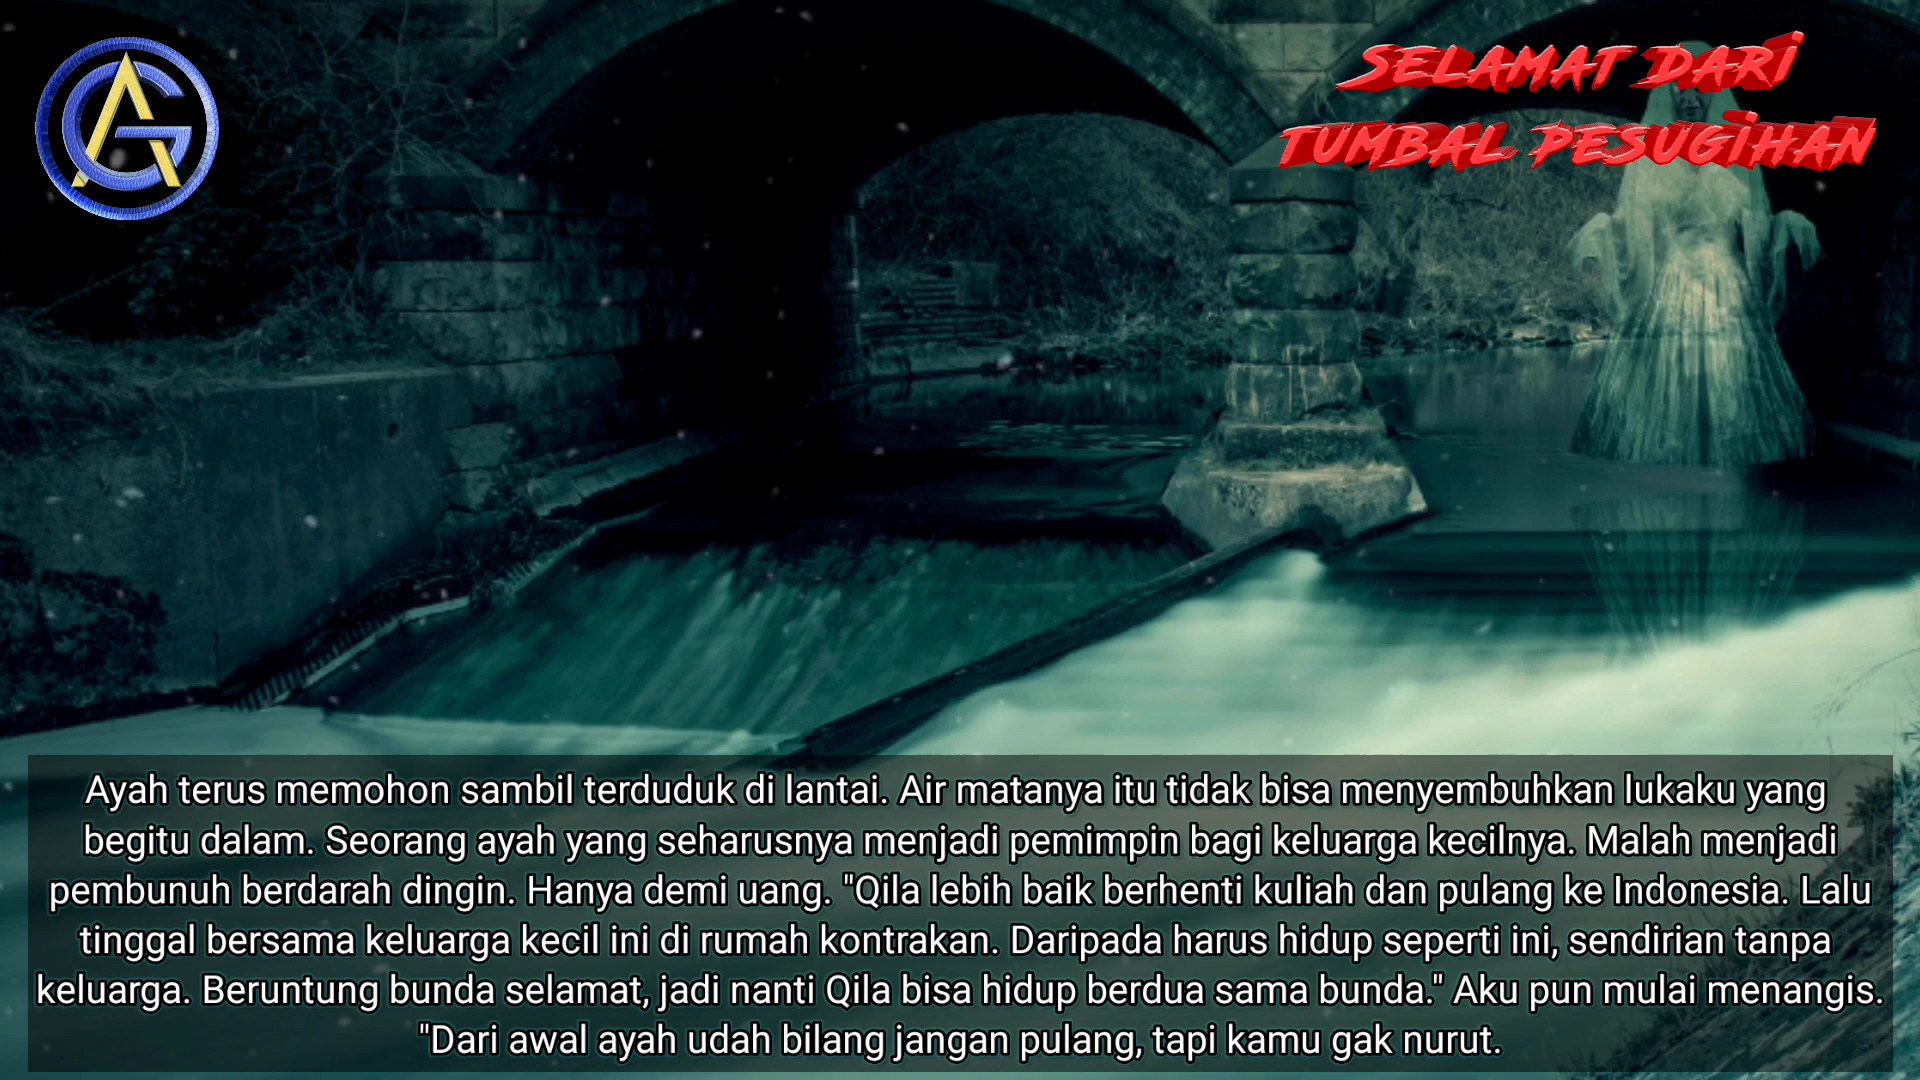 SELAMAT DARI
TUMBAL PESUGIHAN
Ayah terus memohon sambil terduduk di lantai. Air matanya itu tidak bisa menyembuhkan lukaku yang
begitu dalam. Seorang ayah yang seharusnya menjadi pemimpin bagi keluarga kecilnya. Malah menjadi
pembunuh berdarah dingin. Hanya demi uang. "Qila lebih baik berhenti kuliah dan pulang ke Indonesia. Lalu
tinggal bersama keluarga kecil ini di rumah kontrakan. Daripada harus hidup seperti ini, sendirian tanpa
keluarga. Beruntung bunda selamat, jadi nanti Qila bisa hidup berdua sama bunda." Aku pun mulai menangis.
"Dari awal ayah udah bilang jangan pulang, tapi kamu gak nurut.